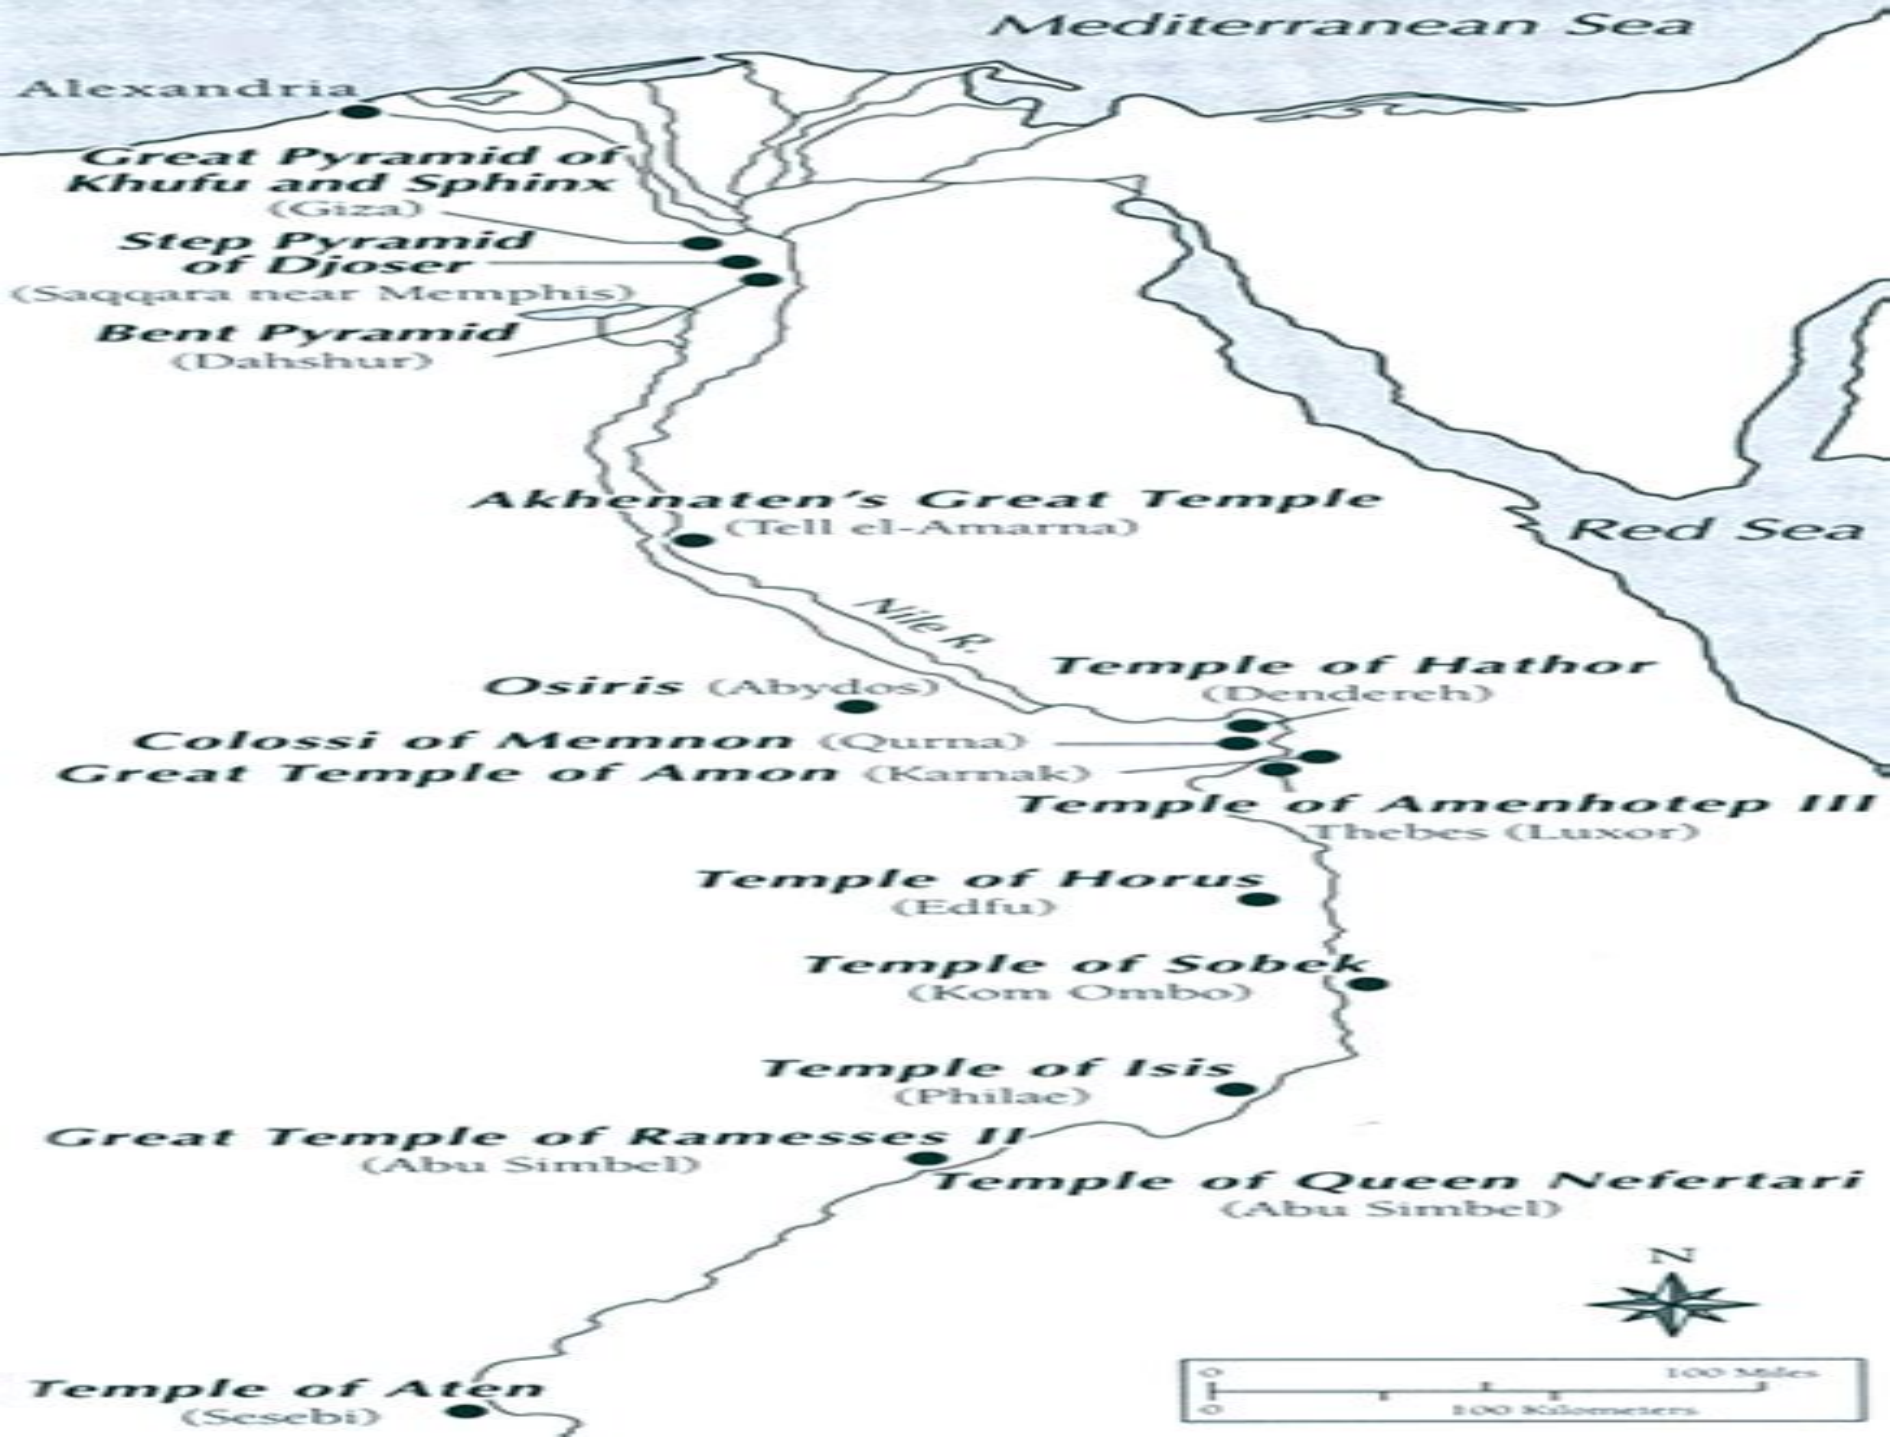 Mediterranean Sea
Alexandria
Great Pyramid of
Khufu and Sphinx
(Giza)
Step Pyramid
of Djoser
(Saqqara near Memphis)
Bent Pyramid
(Dahshur)
Akhenaten's Great Temple
(Tell el-Amarna)
Red Sea
Nile R.
Temple of Hathor
(Dendereh)
Osiris (Abydos)
Colossi of Memnon (Qurna)
Great Temple of Amon (Karnak)
Temple of Amenhotep III
Thebes (Luxor)
Temple of Horus
(Edfu)
Temple of Sobek
(Kom Ombo)
Temple of Isis
(Philae)
Great Temple of Ramesses II
(Abu Simbel)
Temple of Queen Nefertari
(Abu Simbel)
N
Temple of Aten
(Sesebi)
0 100 Miles
0 100 Kilometers